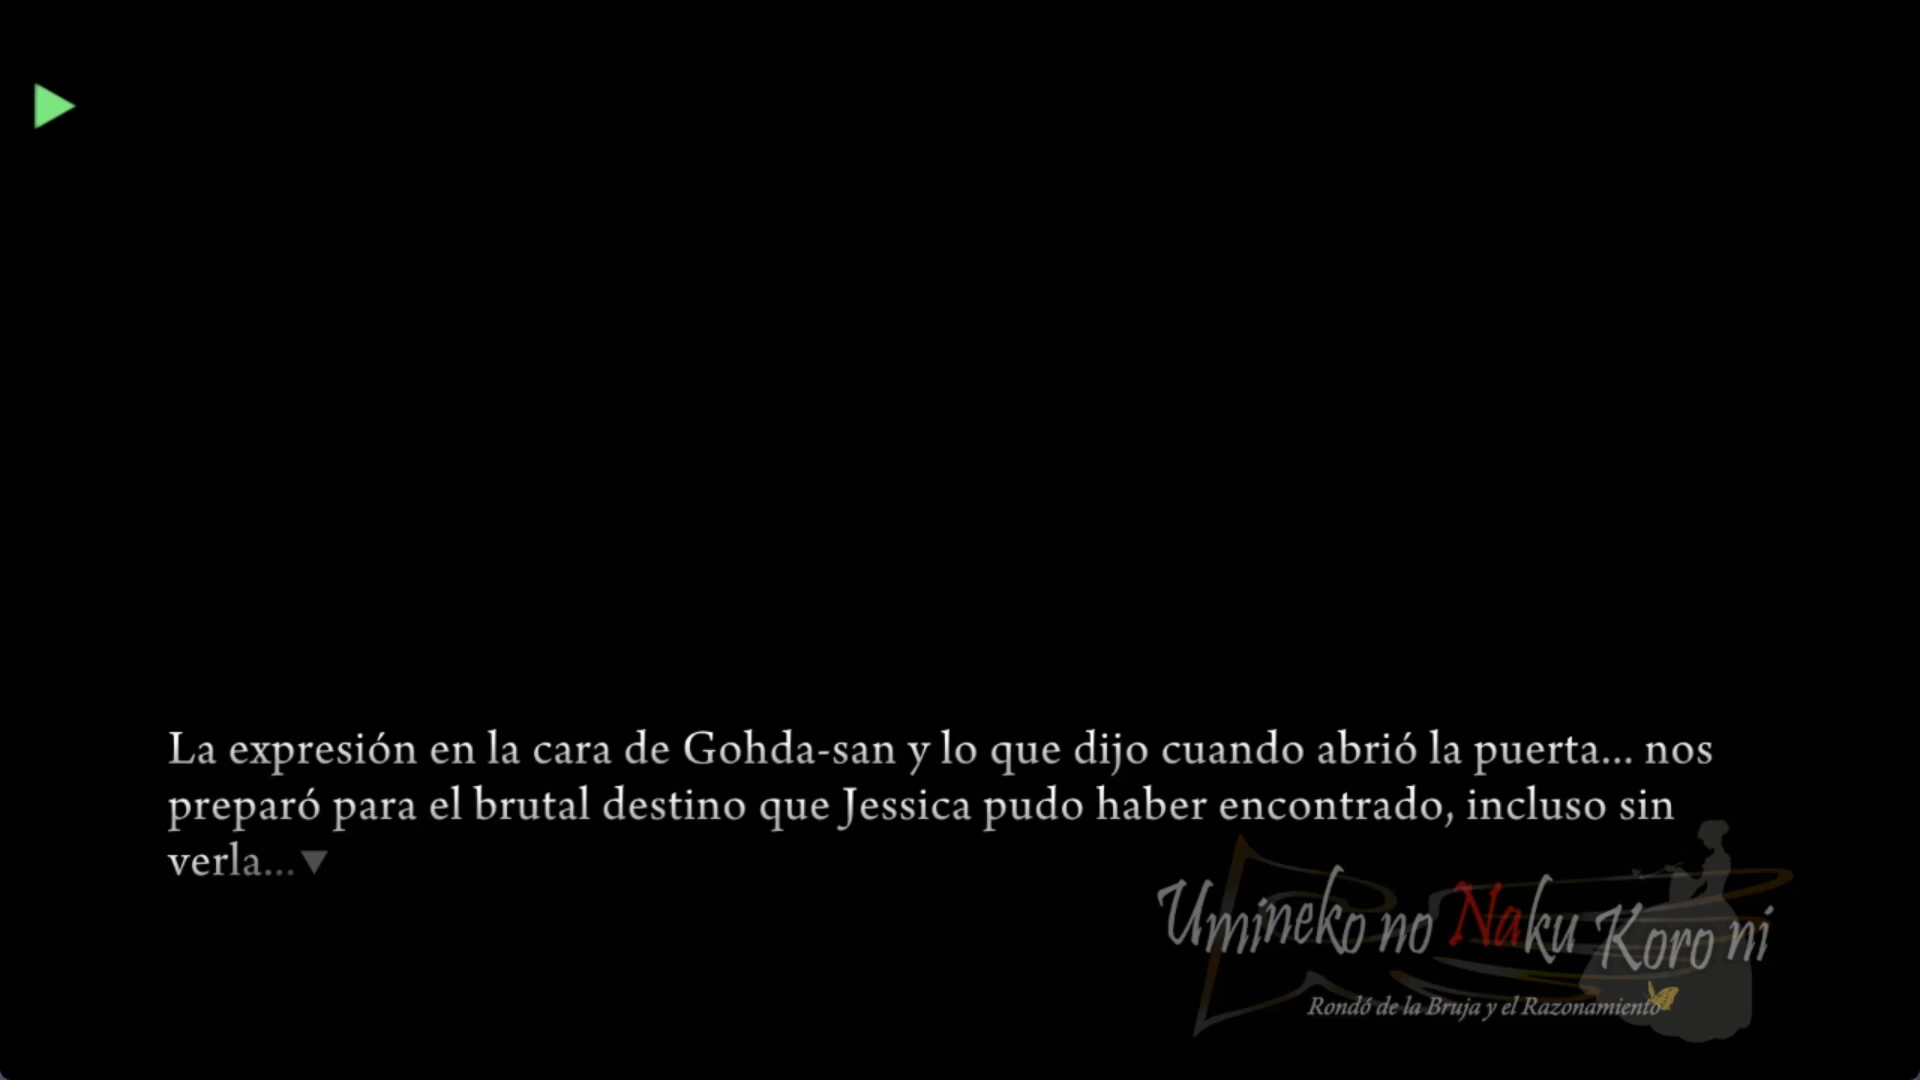 La expresión en la cara de Gohda-san y lo que dijo cuando abrió la puerta... nos
preparó para el brutal destino que Jessica pudo haber encontrado, incluso sin
verla...
Umineko no Naku Koro ni
Rondó de la Bruja y el Razonamiento